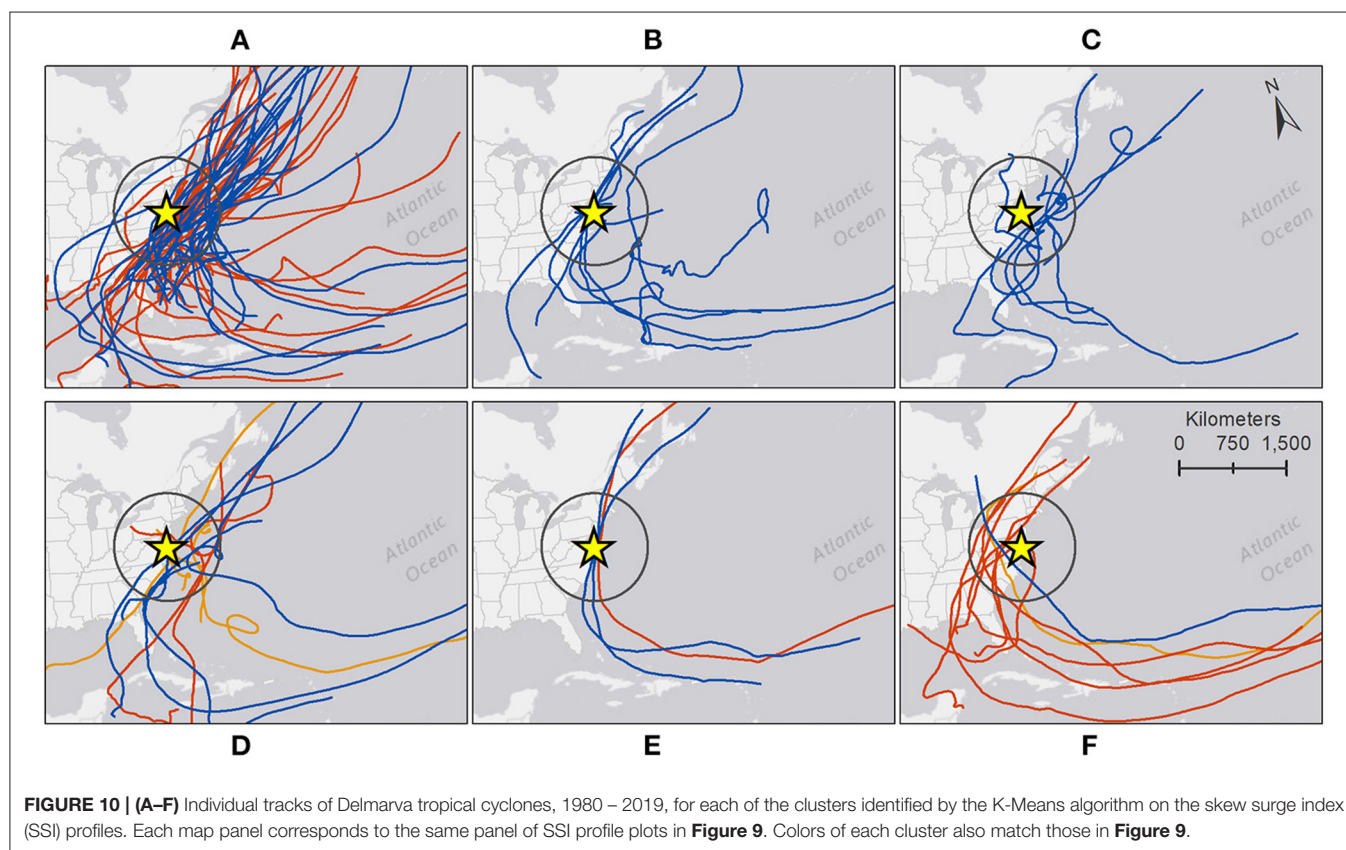 A
B
C
N
Atlantic
Ocean
Atlantic
Ocean
Atlantic
Ocean
Kilometers
0 750 1,500
Atlantic
Ocean
Atlantic
Ocean
Atlantic
Ocean
D
E
F
FIGURE 10 | (A–F) Individual tracks of Delmarva tropical cyclones, 1980 – 2019, for each of the clusters identified by the K-Means algorithm on the skew surge index
(SSI) profiles. Each map panel corresponds to the same panel of SSI profile plots in Figure 9. Colors of each cluster also match those in Figure 9.